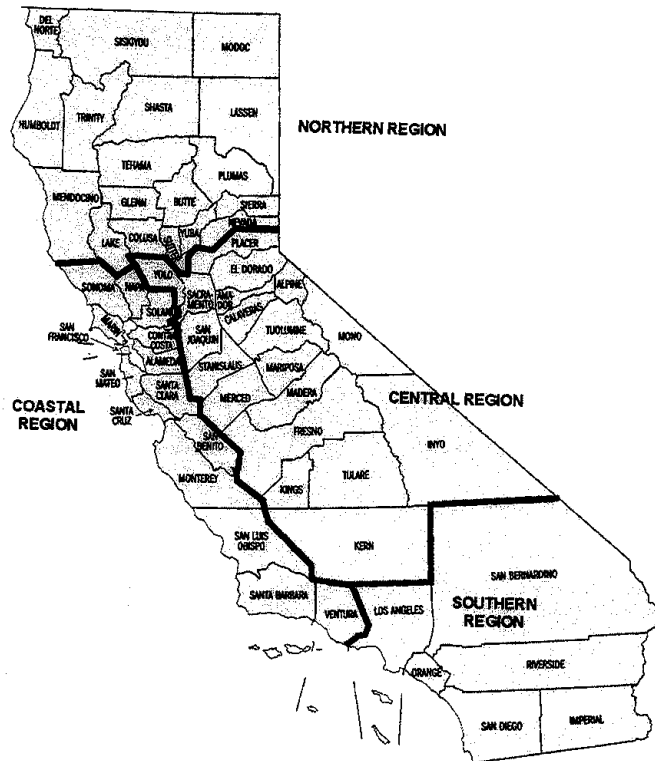 DEL
NORTE
SISKIYOU
MODOC
HUMBOLDT
TRINITY
SHASTA
LASSEN
NORTHERN REGION
TEHAMA
PLUMAS
MENDOCINO
GLENN
BUTTE
SIERRA
NEVADA
LAKE
COLUSA
SUTTER
YUBA
PLACER
YOLO
EL DORADO
SONOMA
NAPA
SACRA-
MENTO
AMA-
DOR
ALPINE
SOLANO
CALAVERAS
MARIN
SAN
FRANCISCO
CONTRA
COSTA
SAN
JOAQUIN
TUOLUMNE
MONO
ALAMEDA
STANISLAUS
MARIPOSA
SAN
MATEO
SANTA
CLARA
MERCED
MADERA
COASTAL
REGION
SANTA
CRUZ
CENTRAL REGION
SAN
BENITO
FRESNO
INYO
MONTEREY
KINGS
TULARE
SAN LUIS
OBISPO
KERN
SAN BERNARDINO
SANTA BARBARA
VENTURA
LOS ANGELES
SOUTHERN
REGION
ORANGE
RIVERSIDE
SAN DIEGO
IMPERIAL